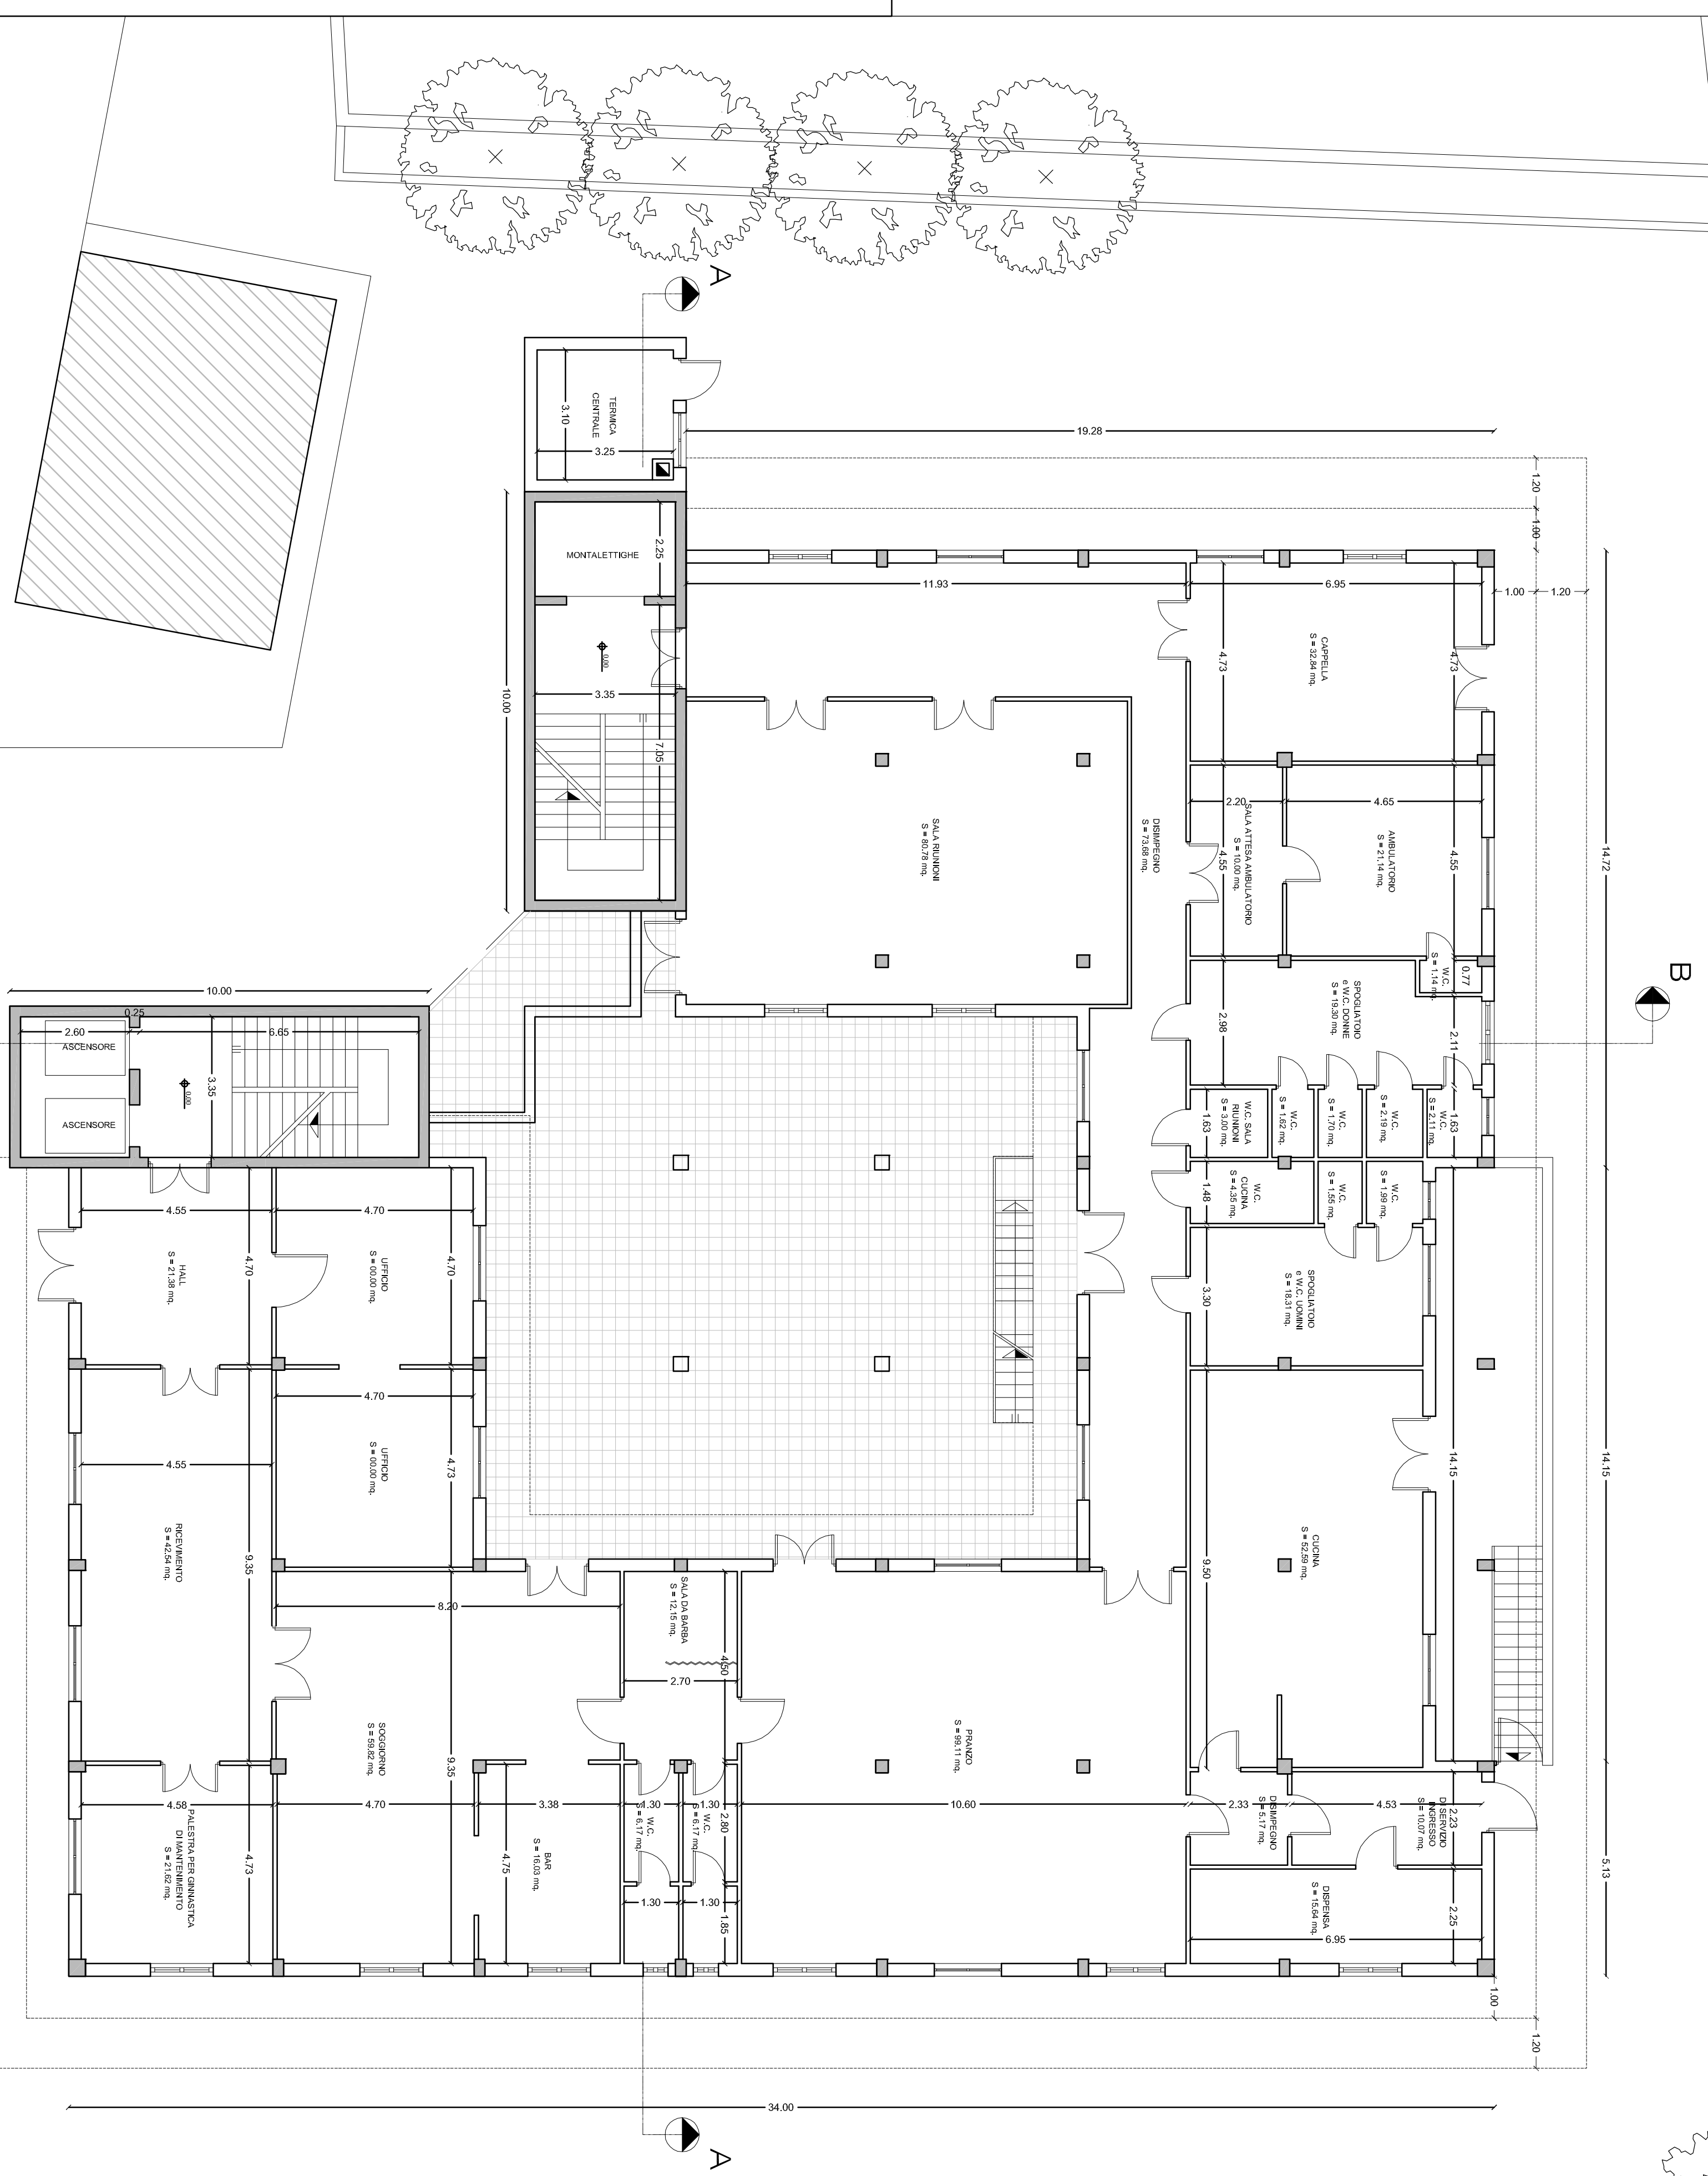 A
TERMICA
CENTRALE
3.10
3.25
19.28
1.20
1.00
1.00
1.20
MONTALETTIGHE
2.25
0.00
3.35
7.05
10.00
11.93
6.95
4.73
CAPPELLA
S = 32,84 mq.
4.73
14.72
SALA RIUNIONI
S = 80.78 mq.
DISIMPEGNO
S = 73,68 mq.
2.20
SALA ATTESA AMBULATORIO
S = 10.00 mq.
4.55
4.65
AMBULATORIO
S = 21,14 mq.
4.55
B
W.C.
S = 1,14 mq.
0.77
SPOGLIATOIO
e W.C. DONNE
S = 19,30 mq.
2.98
2.11
10.00
0.25
2.60
6.65
ASCENSORE
ASCENSORE
0.00
3.35
W.C. SALA
RIUNIONI
S = 3,00 mq.
1.63
W.C.
S = 1,62 mq.
W.C.
S = 1,70 mq.
W.C.
S = 2,19 mq.
W.C.
S = 2,11 mq.
1.63
W.C.
CUCINA
S = 4,35 mq.
1.48
W.C.
S = 1,55 mq.
W.C.
S = 1,99 mq.
4.55
4.70
HALL
S = 21,38 mq.
4.70
UFFICIO
S = 00,00 mq.
4.70
SPOGLIATOIO
e W.C. UOMINI
S = 18,31 mq.
3.30
14.15
14.15
4.70
UFFICIO
S = 00,00 mq.
4.73
4.55
RICEVIMENTO
S = 42,54 mq.
9.35
CUCINA
S = 52,59 mq.
9.50
8.20
SALA DA BARBA
S = 12,15 mq.
4.50
2.70
SOGGIORNO
S = 59,82 mq.
9.35
PRANZO
S = 99,11 mq.
4.58
4.70
3.38
1.30
1.30
10.60
2.33
4.53
PALESTRA PER GINNASTICA
DI MANTENIMENTO
S = 21,62 mq.
4.73
BAR
S = 16,03 mq.
4.75
W.C.
S = 6,17 mq.
W.C.
S = 6,17 mq.
2.80
1.30
1.30
1.85
DISIMPEGNO
S = 5,17 mq.
INGRESSO
DI SERVIZIO
S = 10,07 mq.
2.23
5.13
DISPENSA
S = 15,64 mq.
2.25
6.95
1.00
1.20
34.00
A